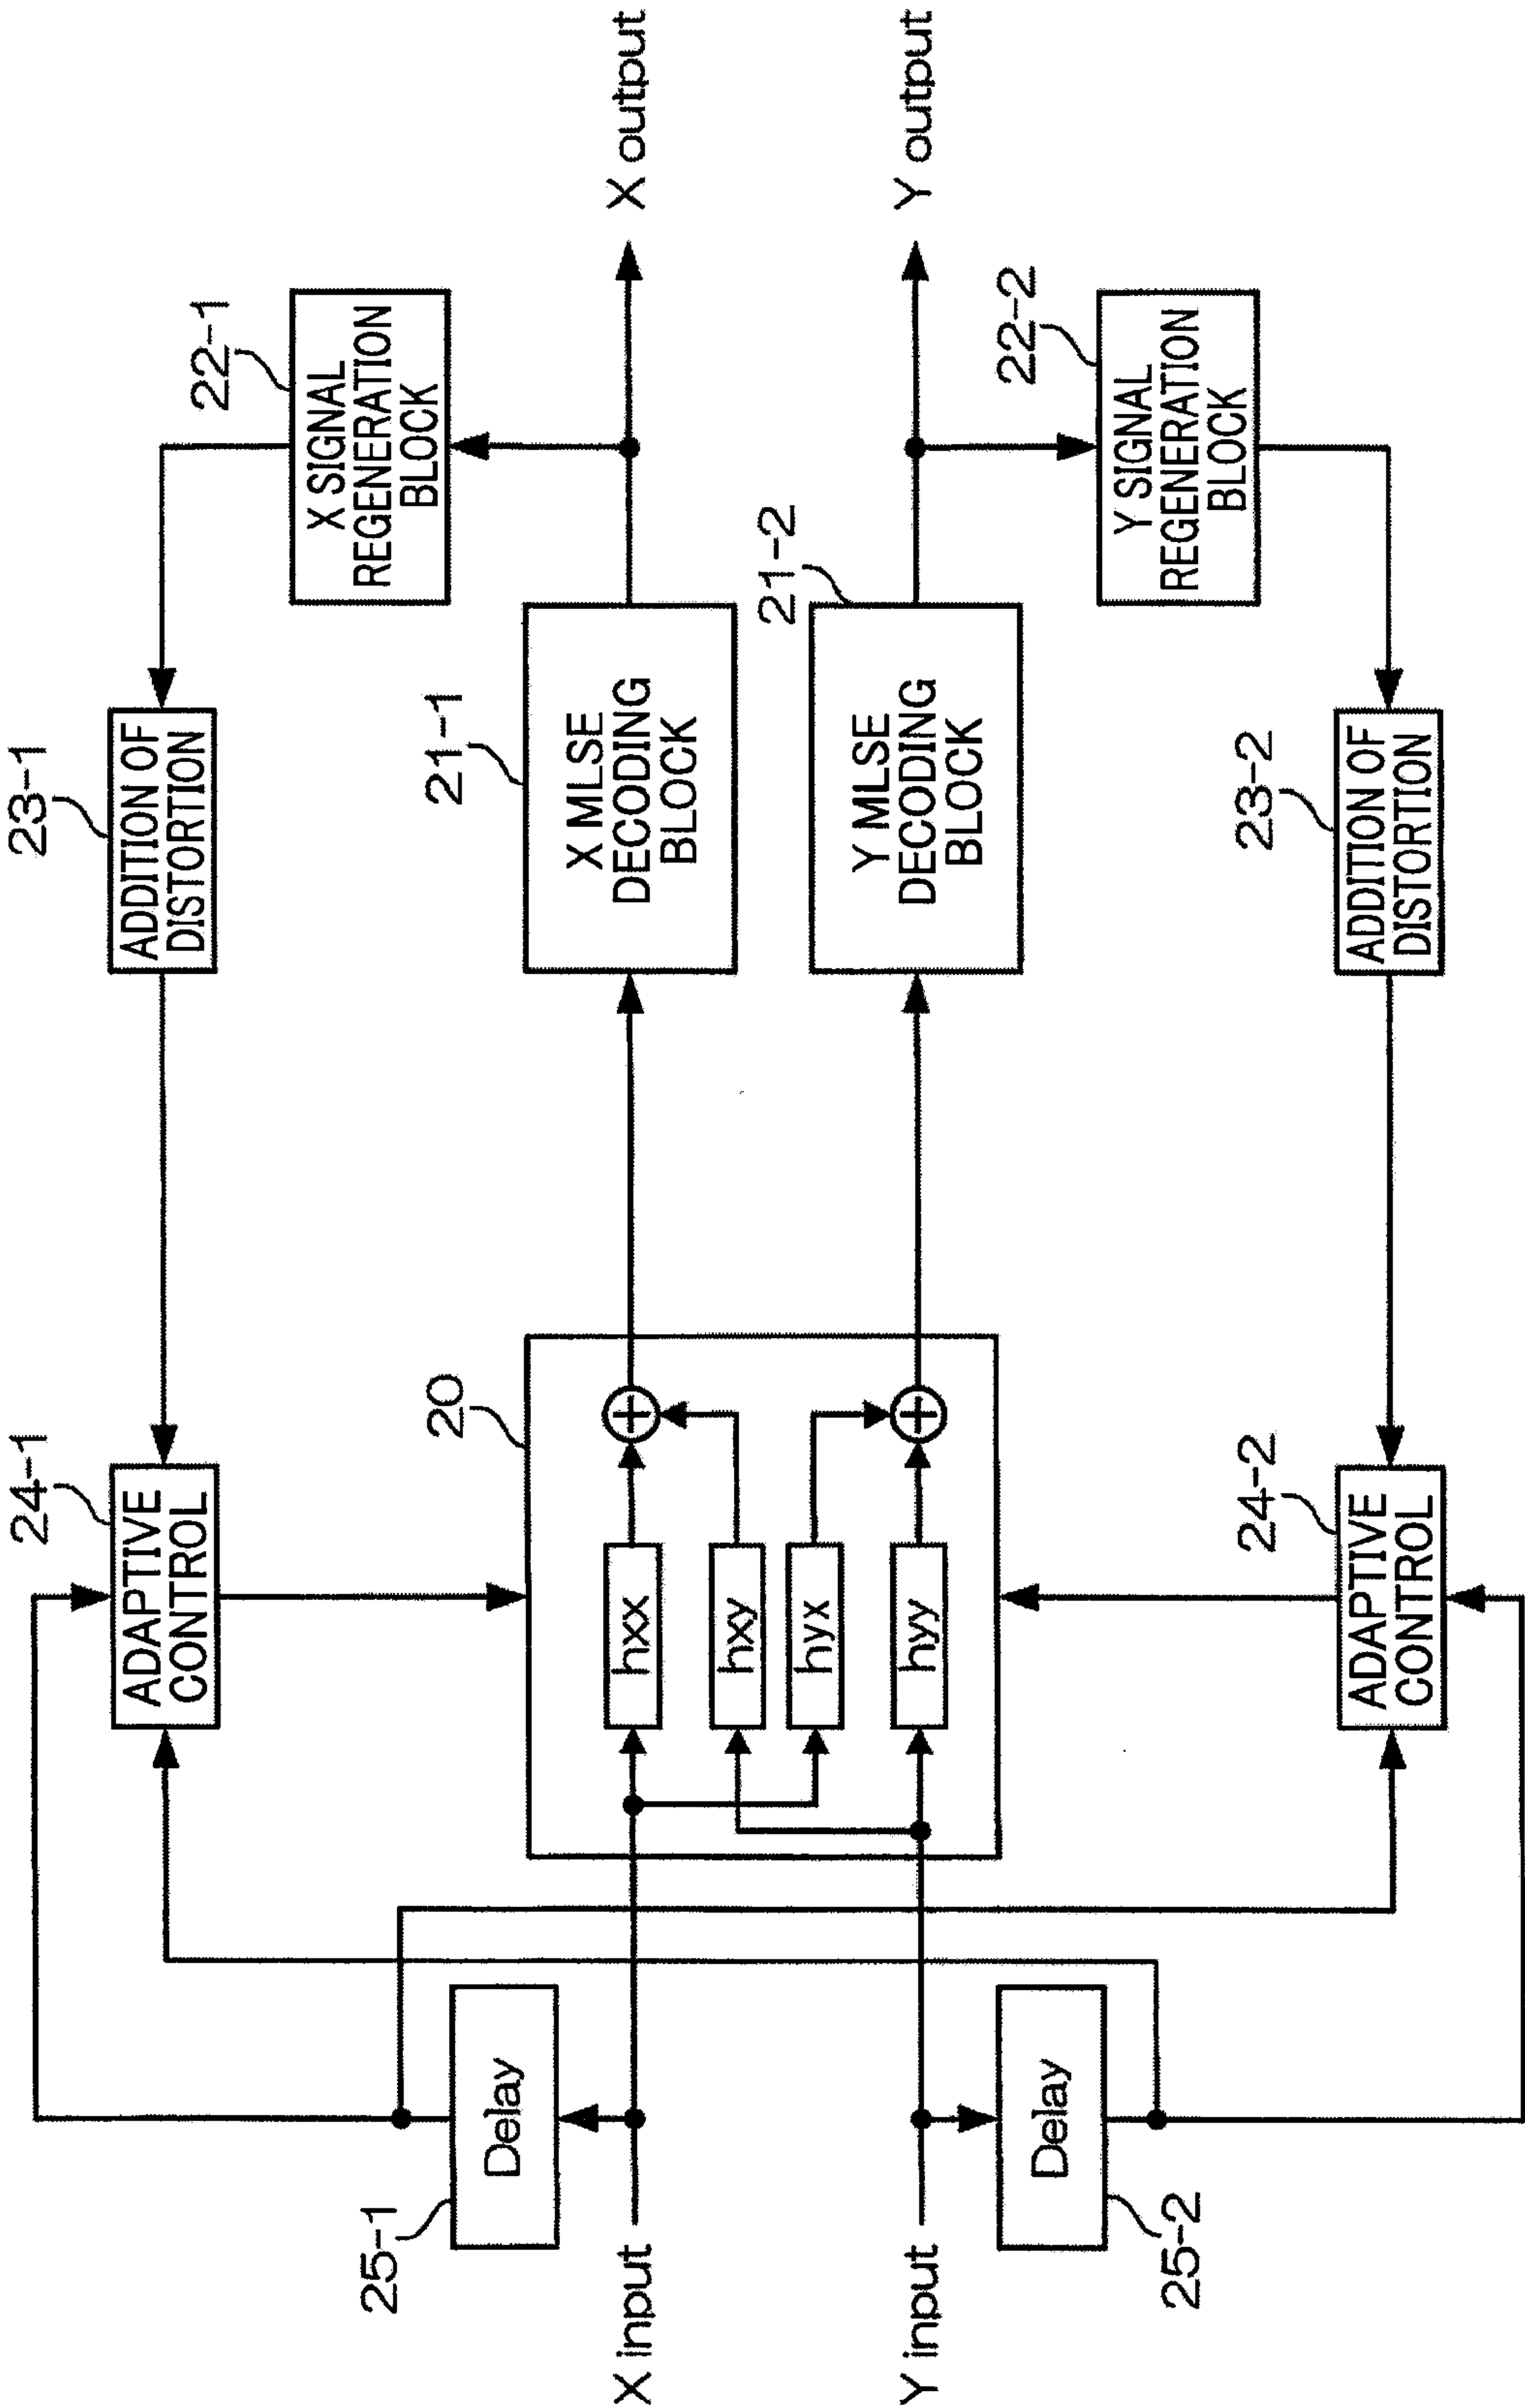 23-1
ADDITION OF
DISTORTION
24-1
ADAPTIVE
CONTROL
22-1
X SIGNAL
REGENERATION
BLOCK
25-1
Delay
20
21-1
X MLSE
DECODING
BLOCK
X input
hxx
X output
hxy
hyx
21-2
Y MLSE
DECODING
BLOCK
Y input
hyy
Y output
Delay
25-2
22-2
Y SIGNAL
REGENERATION
BLOCK
24-2
ADAPTIVE
CONTROL
23-2
ADDITION OF
DISTORTION